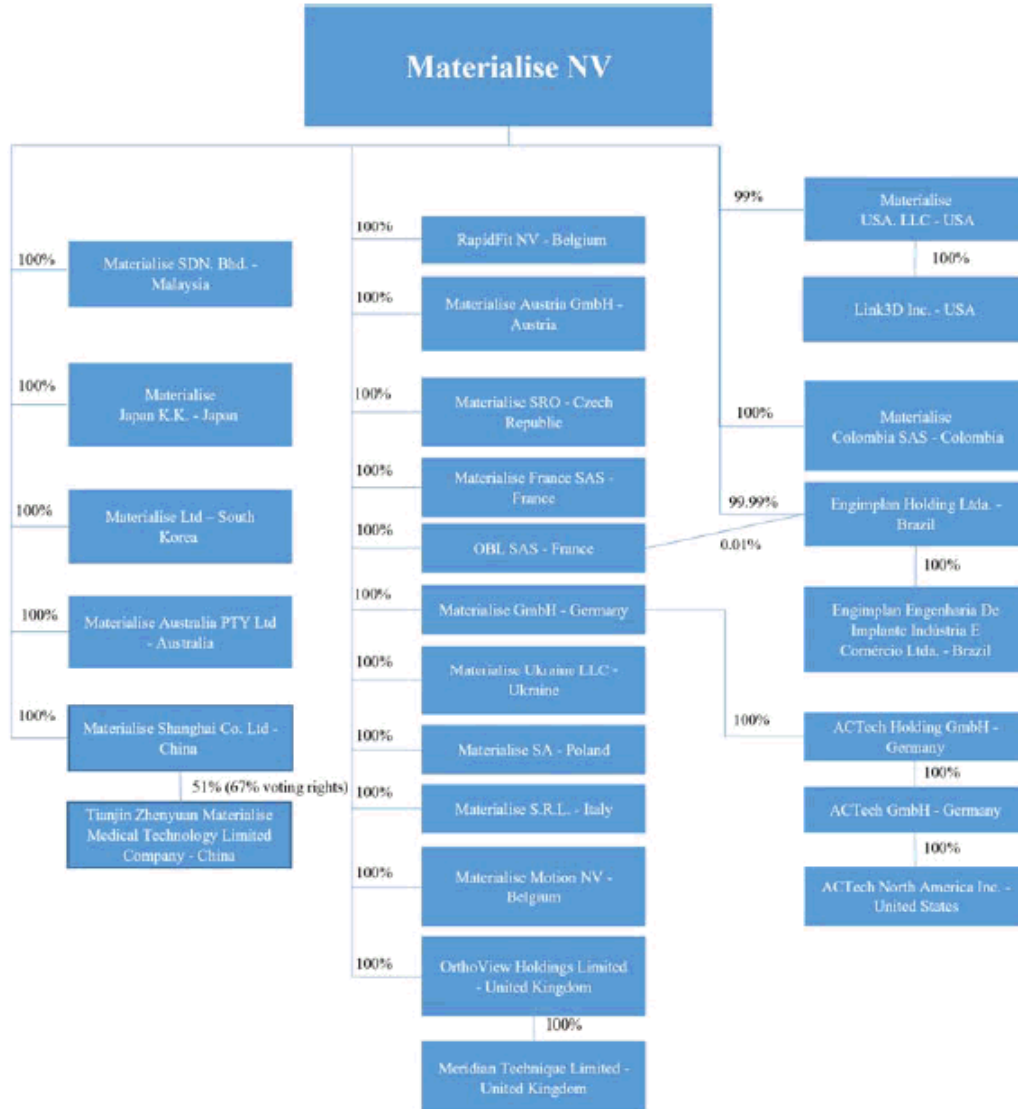 Materialise NV
100%
Materialise SDN. Bhd. -
Malaysia
100%
Materialise
Japan K.K. - Japan
100%
Materialise Ltd – South
Korea
100%
Materialise Australia PTY Ltd
- Australia
100%
Materialise Shanghai Co. Ltd -
China
51% (67% voting rights)
Tianjin Zhenyuan Materialise
Medical Technology Limited
Company - China
100%
RapidFit NV - Belgium
100%
Materialise Austria GmbH -
Austria
100%
Materialise SRO - Czech
Republic
100%
Materialise France SAS -
France
100%
OBL SAS - France
100%
Materialise GmbH - Germany
100%
Materialise Ukraine LLC -
Ukraine
100%
Materialise SA - Poland
100%
Materialise S.R.L. - Italy
100%
Materialise Motion NV -
Belgium
100%
OrthoView Holdings Limited
- United Kingdom
100%
Meridian Technique Limited -
United Kingdom
99%
Materialise
USA. LLC - USA
100%
Link3D Inc. - USA
100%
Materialise
Colombia SAS - Colombia
99.99%
0.01%
Engimplan Holding Ltda. -
Brazil
100%
Engimplan Engenharia De
Implante Indústria E
Comércio Ltda. - Brazil
100%
ACTech Holding GmbH -
Germany
100%
ACTech GmbH - Germany
100%
ACTech North America Inc. -
United States